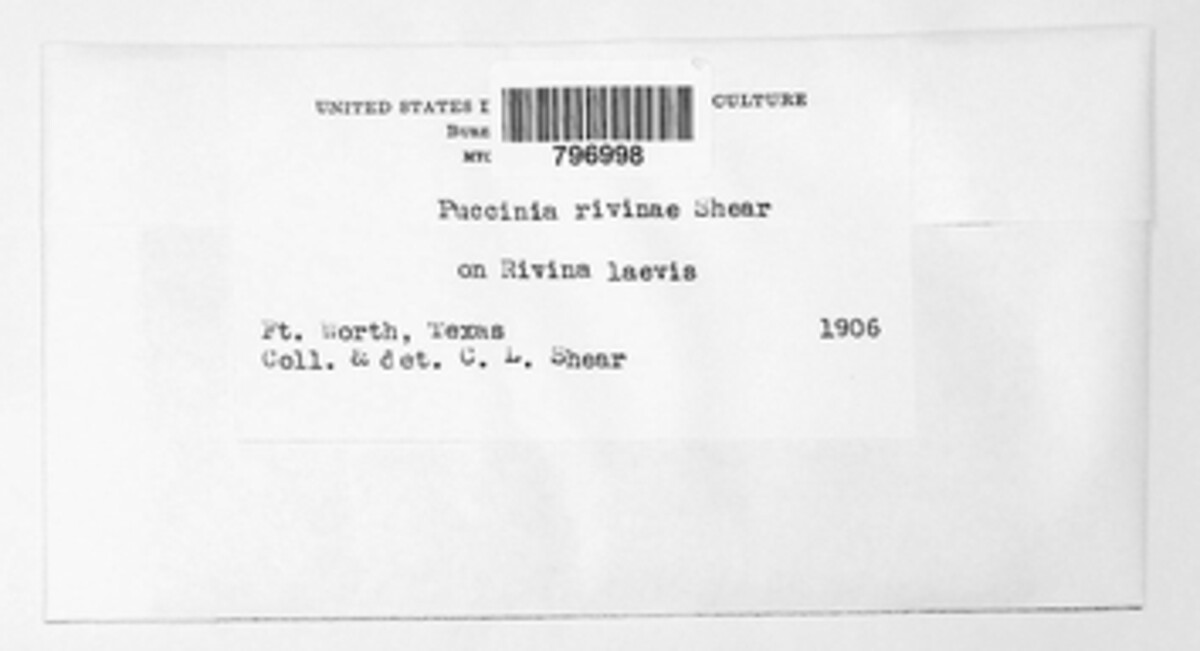 UNITED STATES CULTURE
796998
Puccinia rivinae Shear
on Rivina laevis
Ft. Worth, Texas 1906
Coll. & det. C. L. Shear